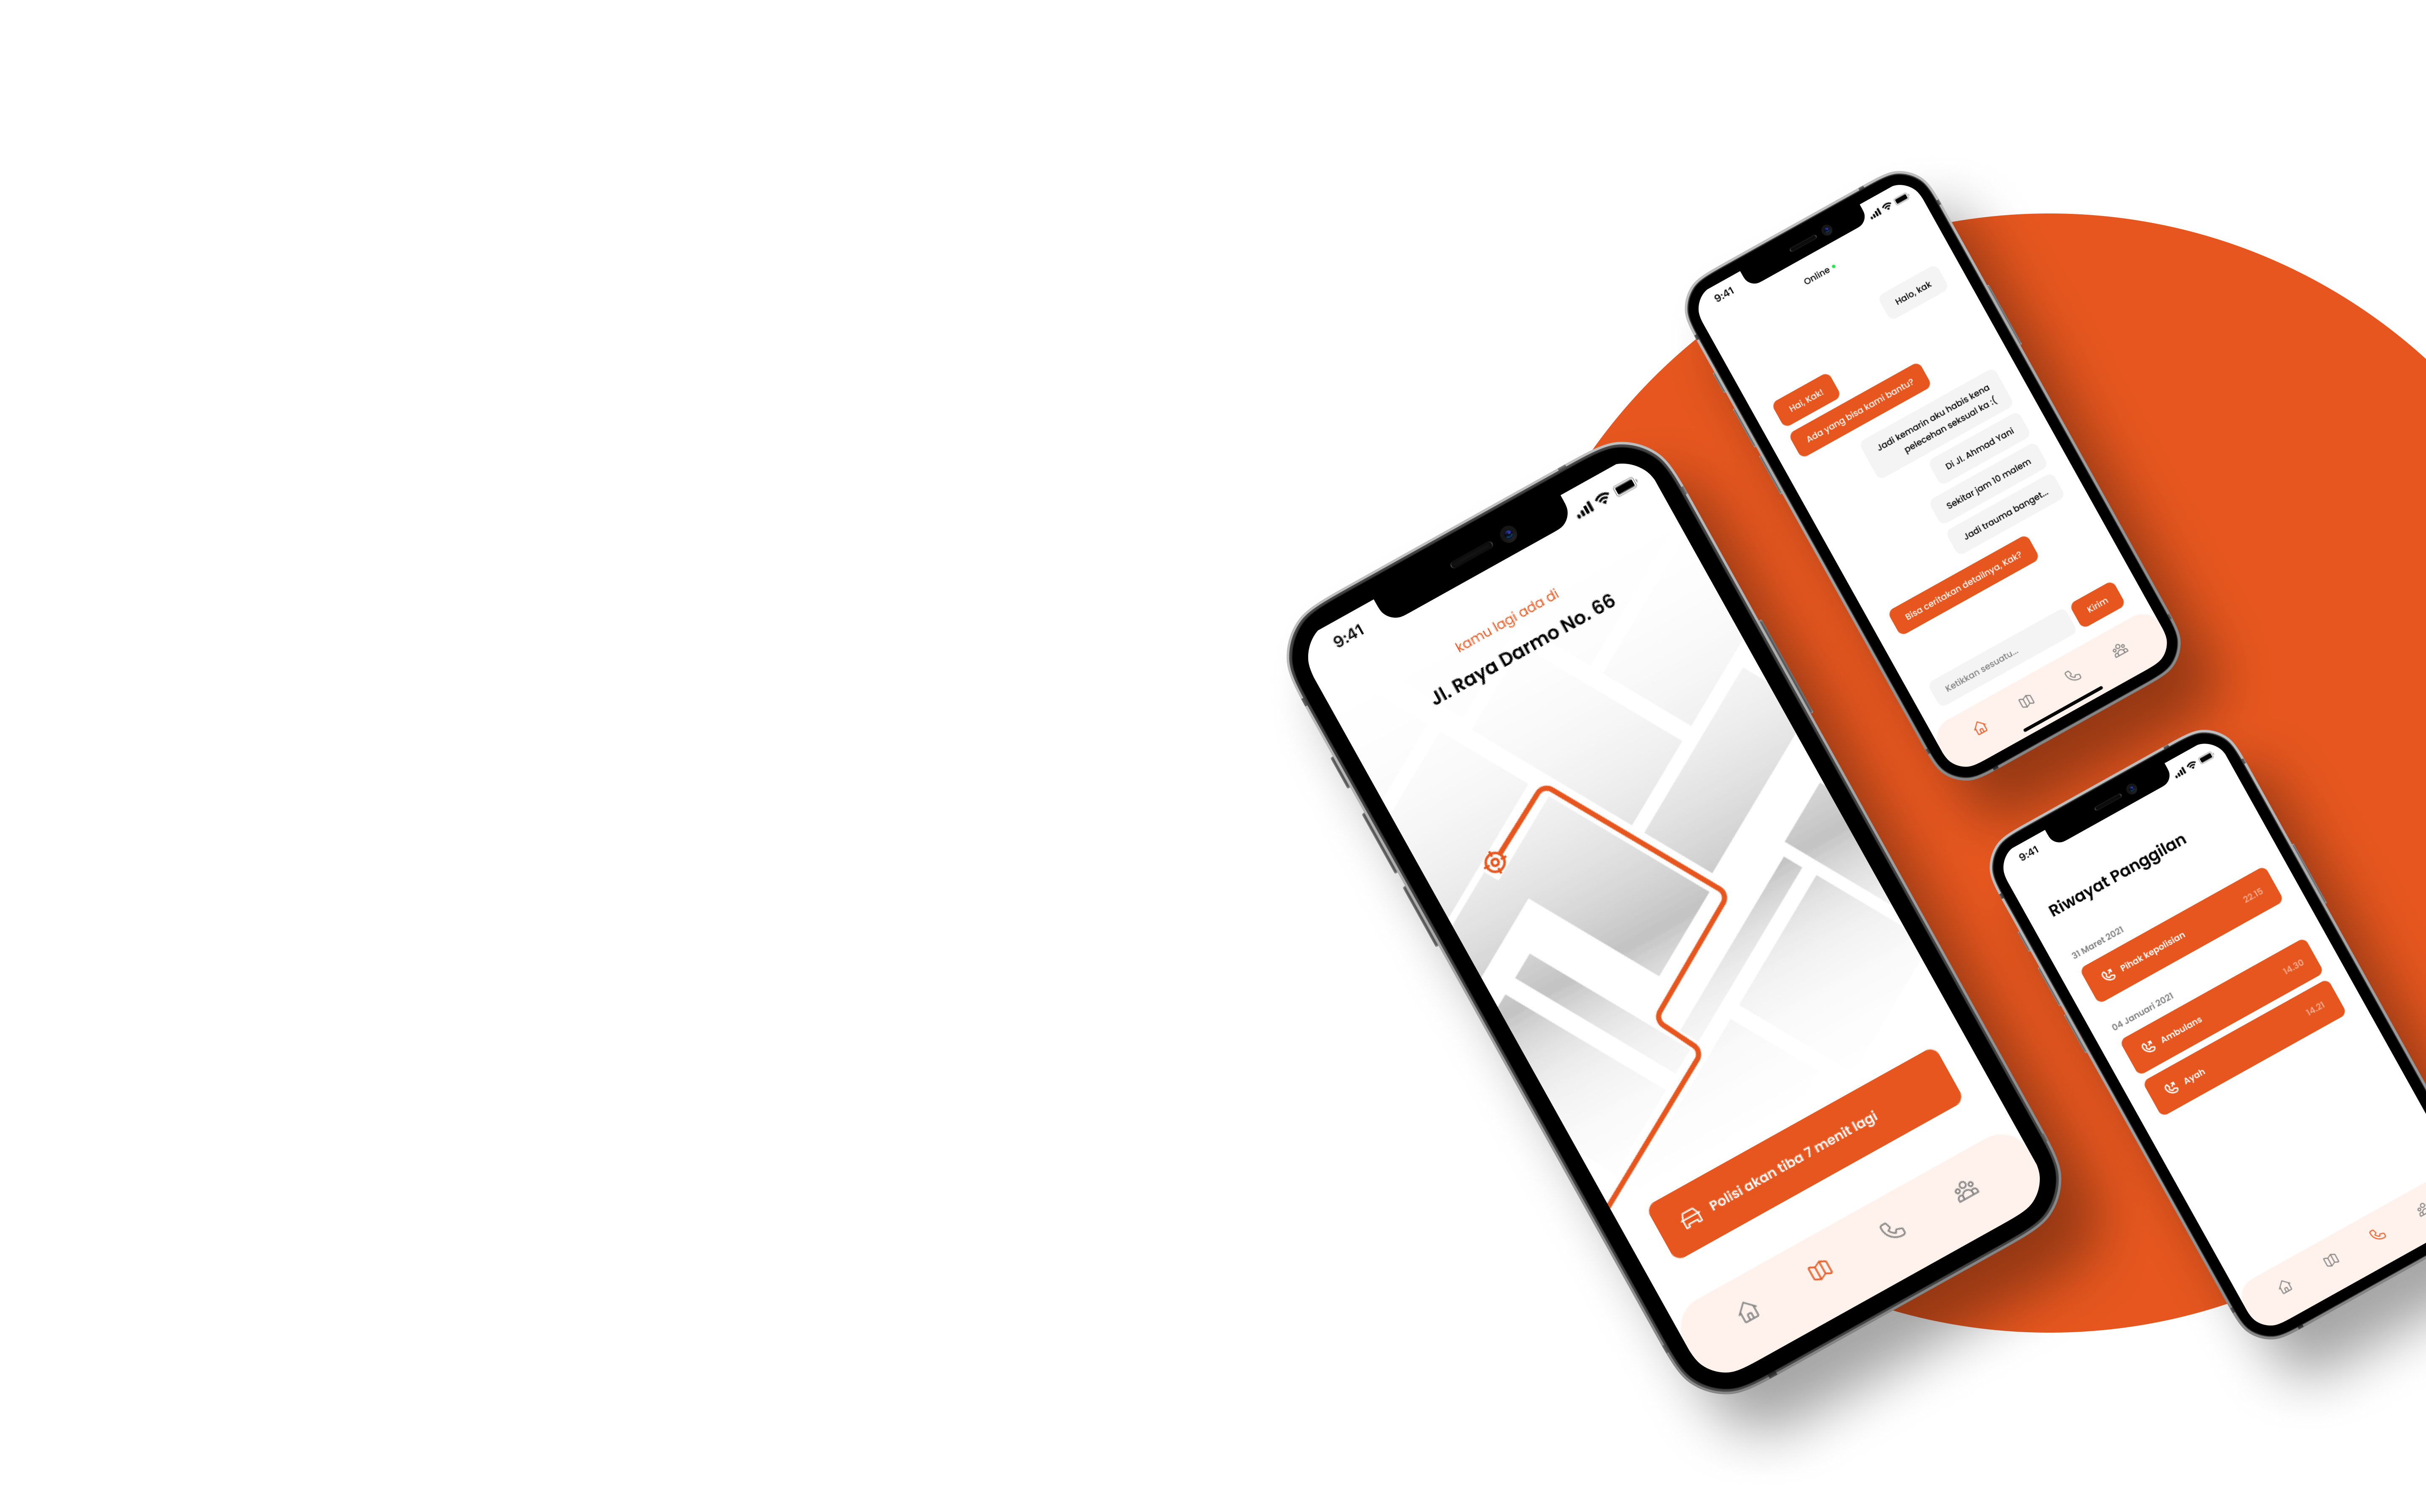 9:41
kamu lagi ada di
Jl. Raya Darmo No. 66
Polisi akan tiba 7 menit lagi
9:41
Online
Halo, kak
Hai, Kak!
Ada yang bisa kami bantu?
Jadi kemarin aku habis kena
pelecehan seksual ka :(
Di Jl. Ahmad Yani
Sekitar jam 10 malem
Jadi trauma banget...
Bisa ceritakan detailnya, Kak?
Ketikkan sesuatu...
Kirim
9:41
Riwayat Panggilan
31 Maret 2021
Pihak kepolisian 22.15
04 Januari 2021
Ambulans 14.30
Ayah 14.21